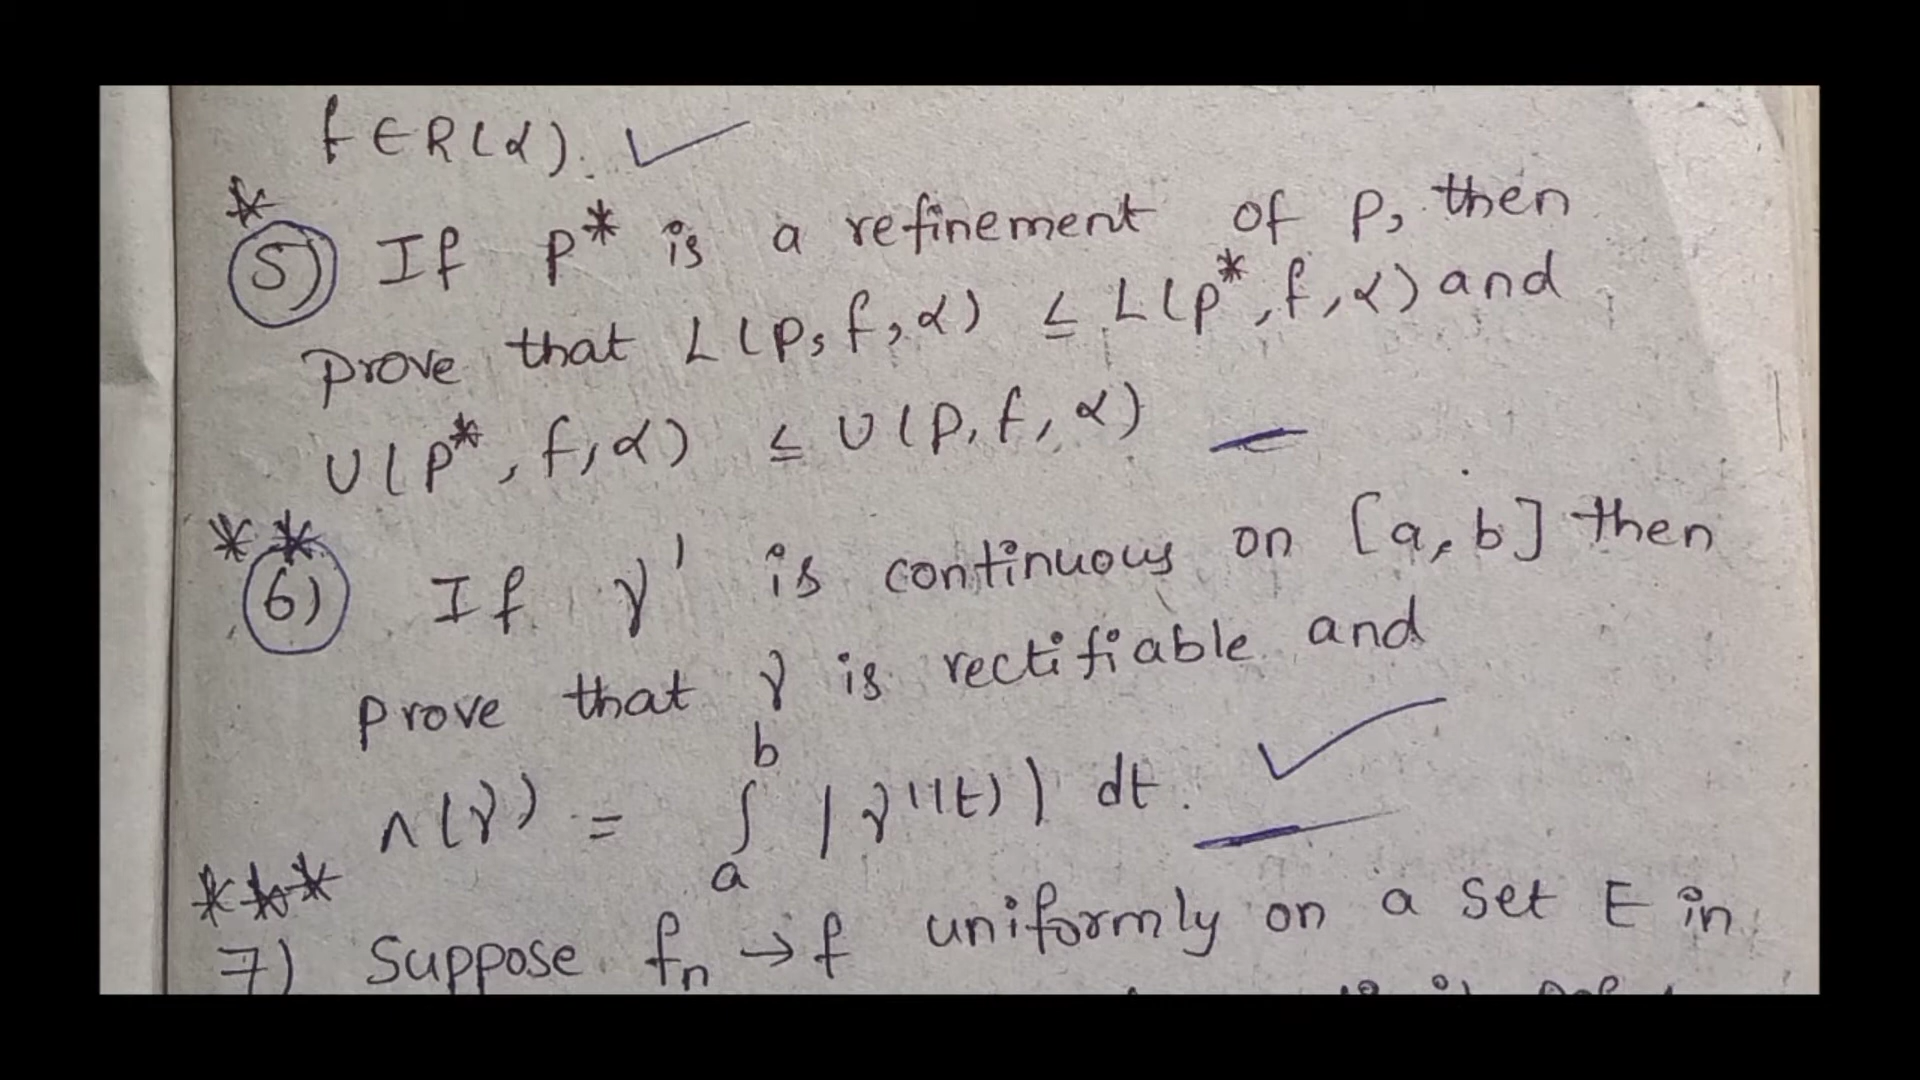 f ∈ R(α).
*
5) If P* is a refinement of P, then
prove that L(P, f, α) ≤ L(P*, f, α) and
U(P*, f, α) ≤ U(P, f, α)
**
6) If γ' is continuous on [a, b] then
prove that γ is rectifiable and
Λ(γ) = ∫ₐᵇ |γ'(t)| dt.
***
7) Suppose fₙ → f uniformly on a set E in